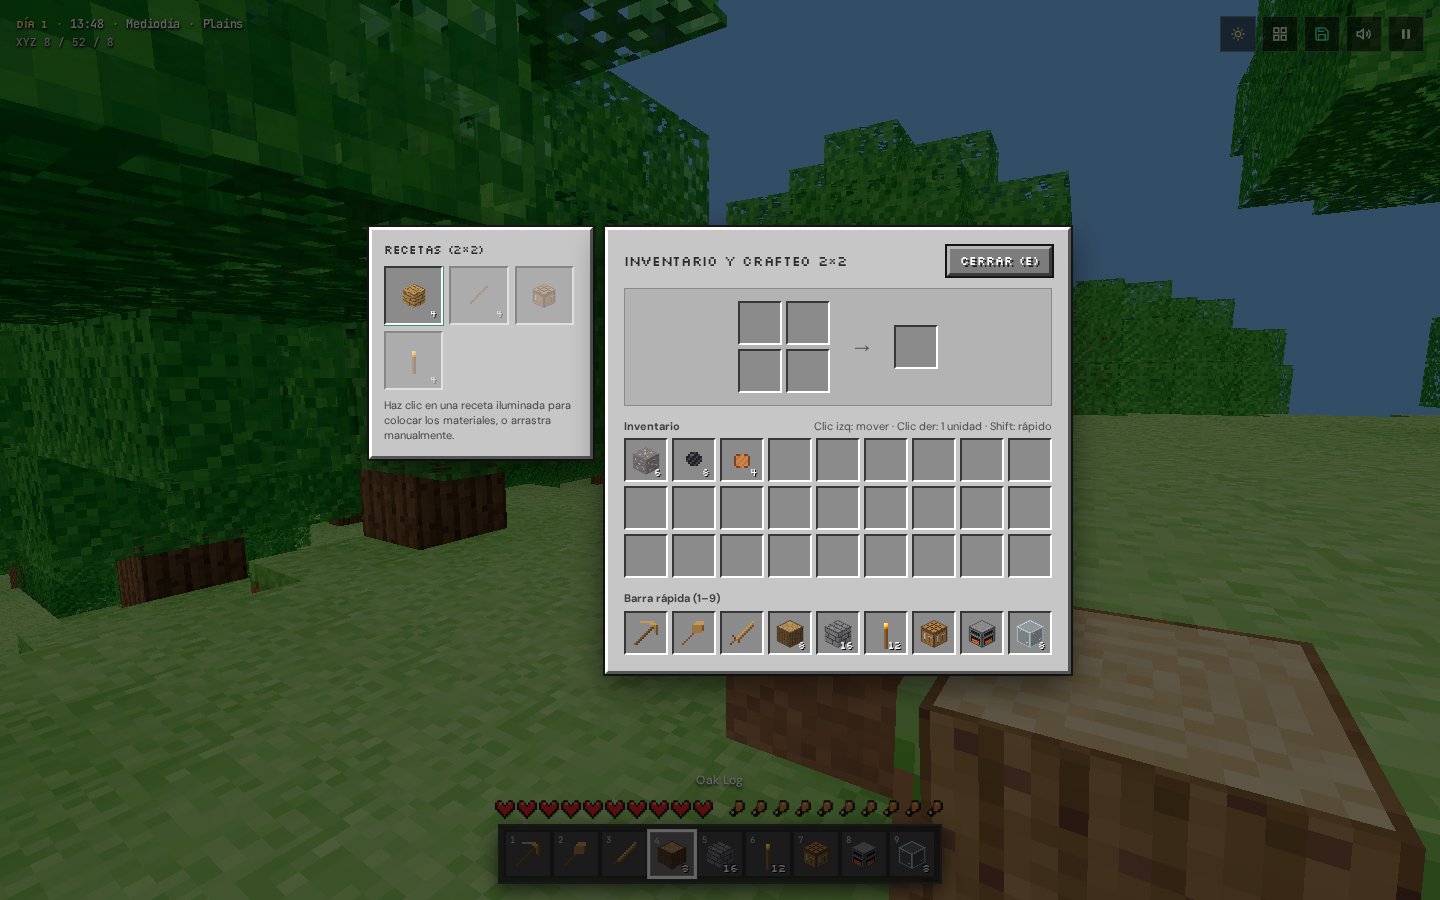 DÍA 1 · 13:48 · Mediodía · Plains
XYZ 8 / 52 / 8
RECETAS (2×2)
4
4
4
Haz clic en una receta iluminada para
colocar los materiales, o arrastra
manualmente.
INVENTARIO Y CRAFTEO 2×2
CERRAR (E)
→
Inventario
Clic izq: mover · Clic der: 1 unidad · Shift: rápido
6
8
4
Barra rápida (1–9)
8
16
12
8
Oak Log
1
2
3
4
8
5
16
6
12
7
8
9
8